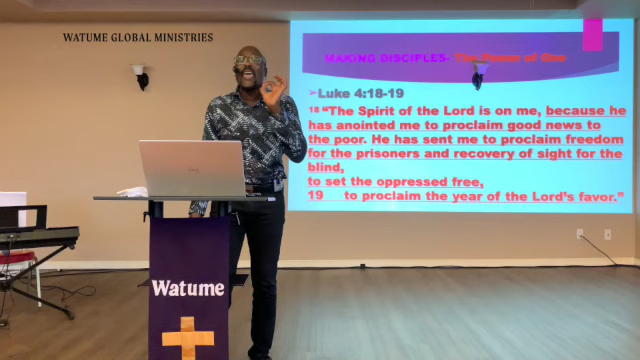 WATUME GLOBAL MINISTRIES
MAKING DISCIPLES- The Power of One
➢Luke 4:18-19
18 “The Spirit of the Lord is on me, because he
has anointed me to proclaim good news to
the poor. He has sent me to proclaim freedom
for the prisoners and recovery of sight for the
blind,
to set the oppressed free,
19 to proclaim the year of the Lord’s favor.”
Watume